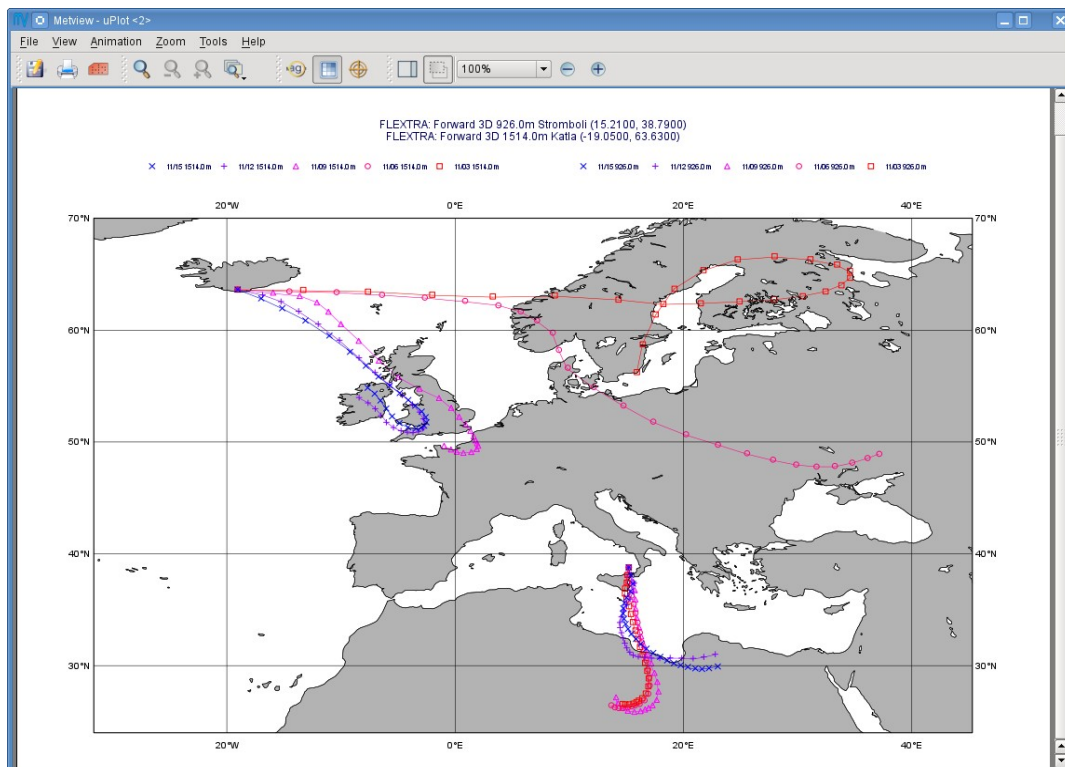 Metview - uPlot <2>
File View Animation Zoom Tools Help
100%
FLEXTRA: Forward 3D 926.0m Stromboli (15.2100, 38.7900)
FLEXTRA: Forward 3D 1514.0m Katla (-19.0500, 63.6300)
11/15 1514.0m 11/12 1514.0m 11/09 1514.0m 11/06 1514.0m 11/03 1514.0m 11/15 926.0m 11/12 926.0m 11/09 926.0m 11/06 926.0m 11/03 926.0m
20°W 0°E 20°E 40°E
70°N 70°N
60°N 60°N
50°N 50°N
40°N 40°N
30°N 30°N
20°W 0°E 20°E 40°E